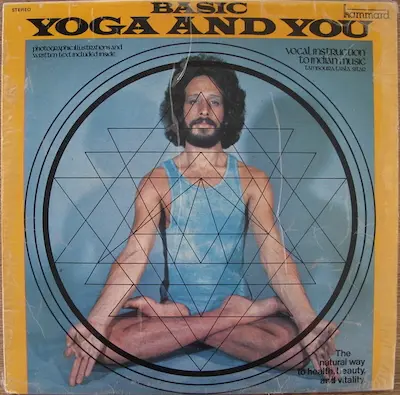 STEREO
BASIC
YOGA AND YOU
photographic illustrations and
written text included inside
vocal instruction
to indian music
TAMBOURA TABLA SITAR
The
natural way
to health, beauty,
and vitality